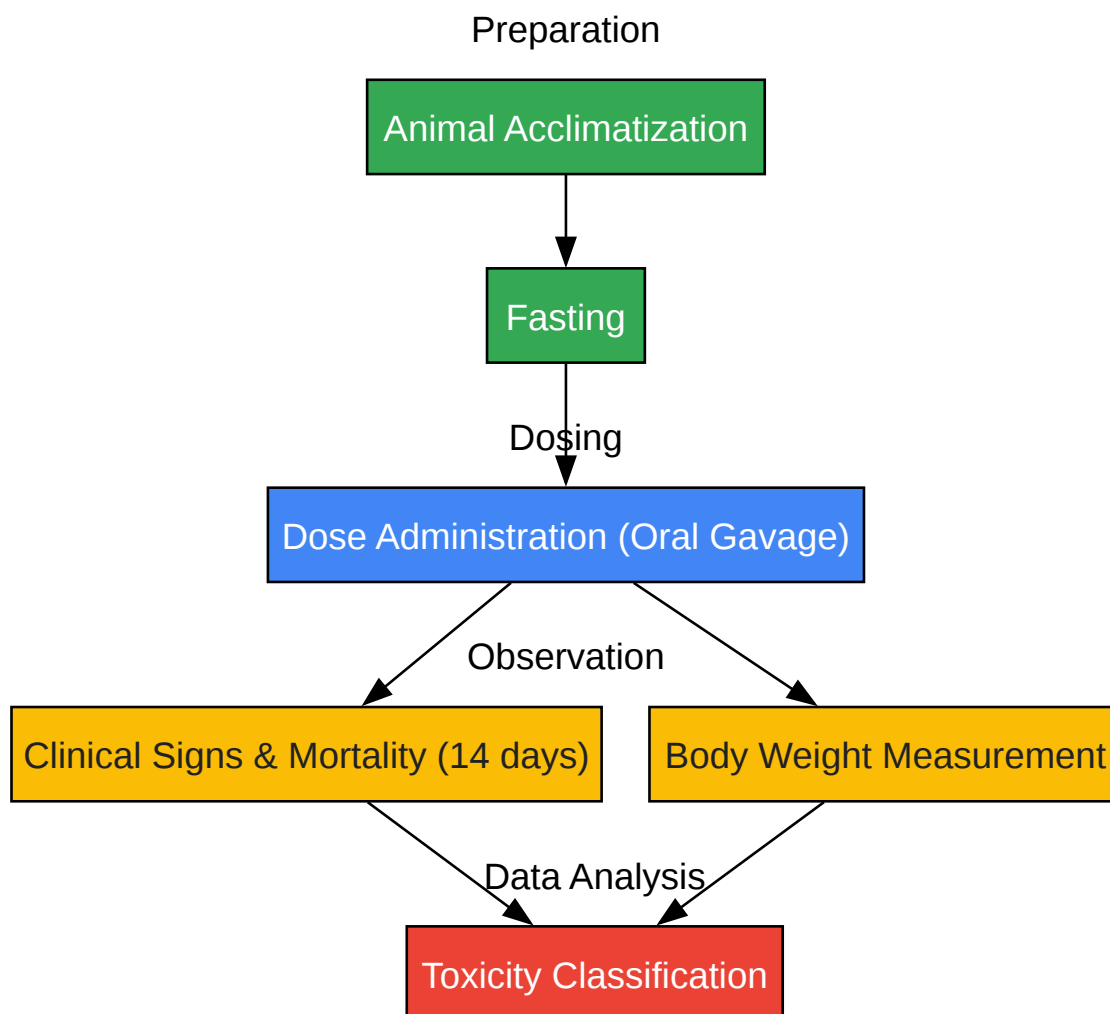 Preparation
Animal Acclimatization
Fasting
Dosing
Dose Administration (Oral Gavage)
Observation
Clinical Signs & Mortality (14 days)
Body Weight Measurement
Data Analysis
Toxicity Classification